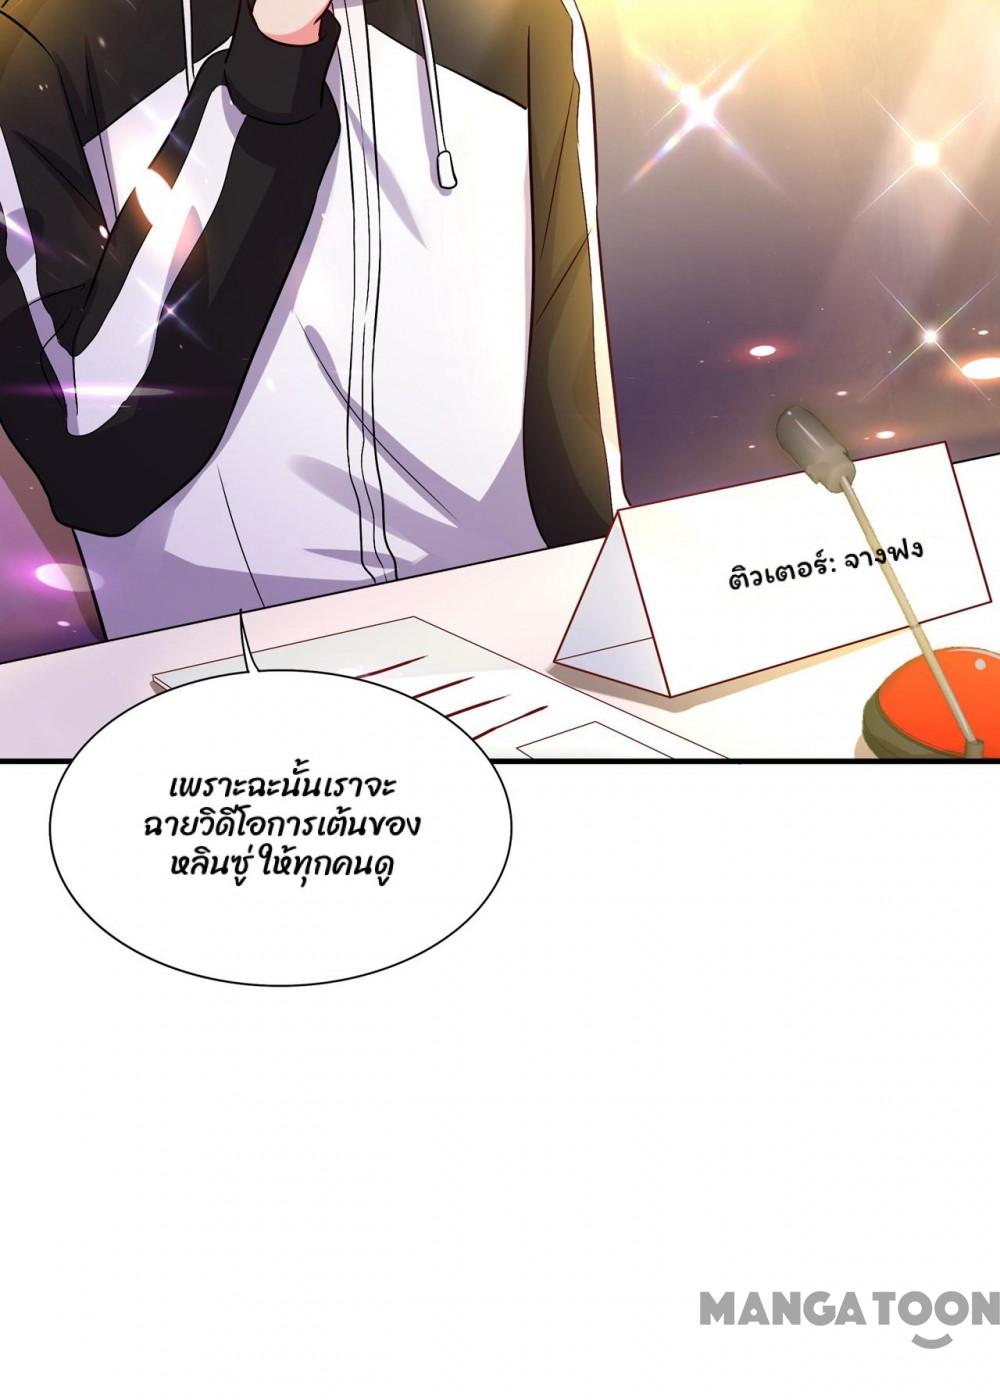 ติวเตอร์: จางฟง
เพราะฉะนั้นเราจะ
ฉายวิดีโอการเต้นของ
หลินซู่ ให้ทุกคนดู
MANGATOON